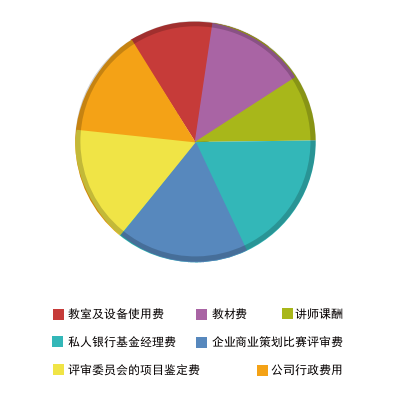 教室及设备使用费 教材费 讲师课酬
私人银行基金经理费 企业商业策划比赛评审费
评审委员会的项目鉴定费 公司行政费用